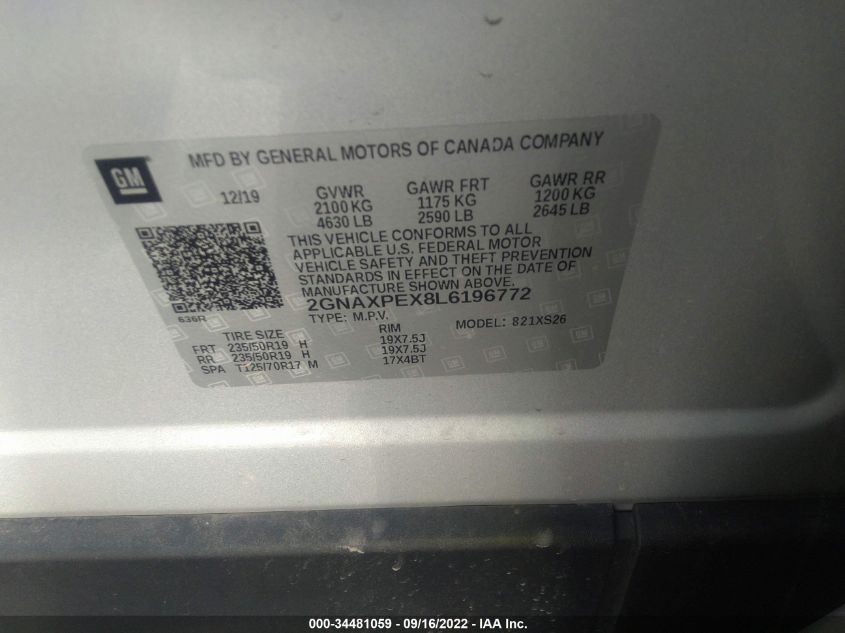 GM
MFD BY GENERAL MOTORS OF CANADA COMPANY
12/19 GVWR GAWR FRT GAWR RR
2100 KG 1175 KG 1200 KG
4630 LB 2590 LB 2645 LB
THIS VEHICLE CONFORMS TO ALL
APPLICABLE U.S. FEDERAL MOTOR
VEHICLE SAFETY AND THEFT PREVENTION
STANDARDS IN EFFECT ON THE DATE OF
MANUFACTURE SHOWN ABOVE.
2GNAXPEX8L6196772
636R TYPE: M.P.V. MODEL: 821XS26
TIRE SIZE RIM
FRT 235/50R19 H 19X7.5J
RR 235/50R19 H 19X7.5J
SPA T125/70R17 M 17X4BT
000-34481059 - 09/16/2022 - IAA Inc.